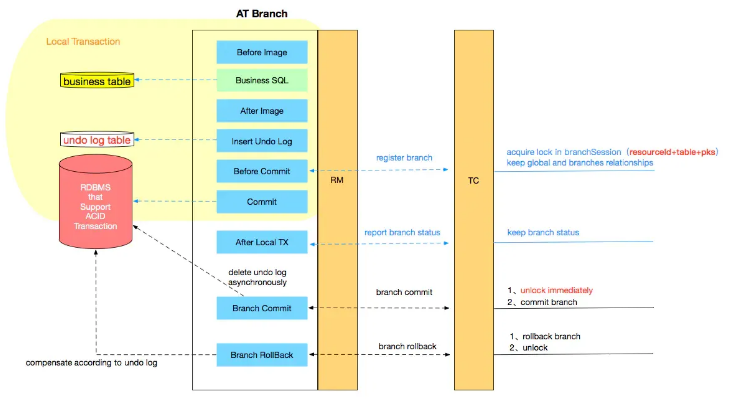 AT Branch
Local Transaction
Before Image
business table
Business SQL
After Image
undo log table
Insert Undo Log
register branch
acquire lock in branchSession（resourceId+table+pks)
keep global and branches relationships
Before Commit
RM
TC
RDBMS
that
Support
ACID
Transaction
Commit
After Local TX
report branch status
keep branch status
delete undo log
asynchronously
branch commit
1、unlock immediately
2、commit branch
Branch Commit
branch rollback
1、rollback branch
2、unlock
Branch RollBack
compensate according to undo log